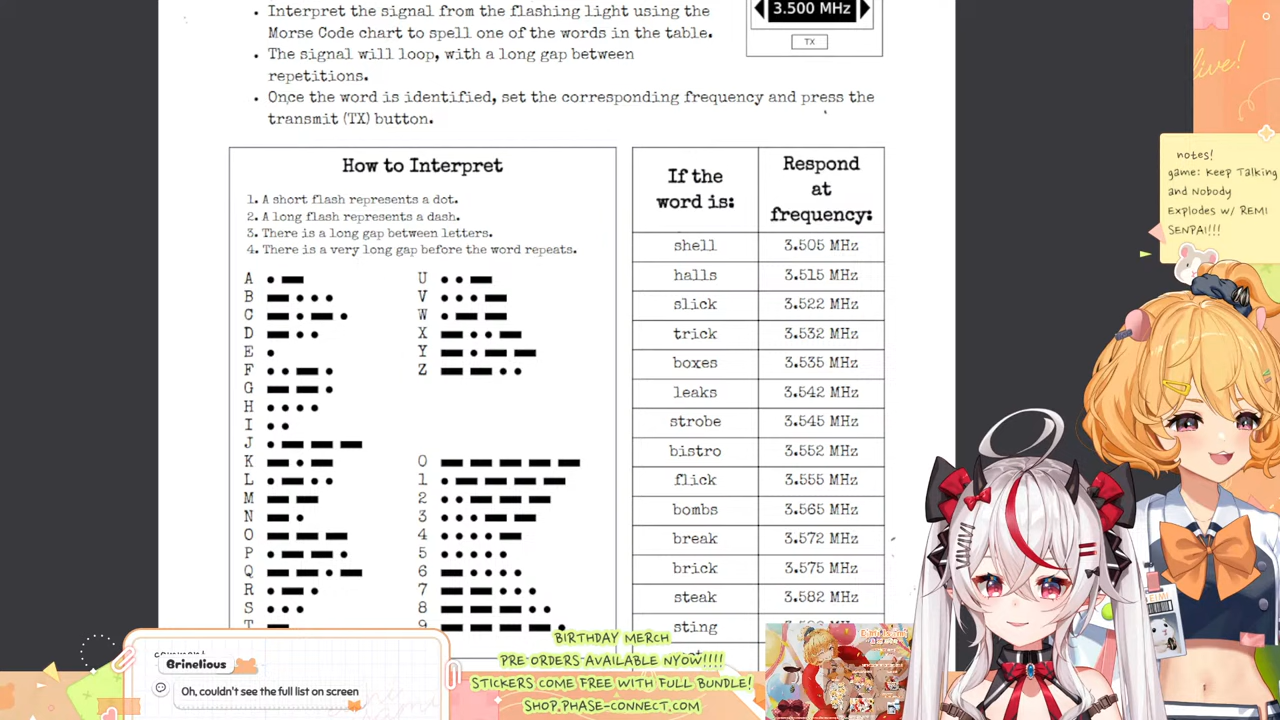 Interpret the signal from the flashing light using the
Morse Code chart to spell one of the words in the table.
The signal will loop, with a long gap between
repetitions.
Once the word is identified, set the corresponding frequency and press the
transmit (TX) button.
3.500 MHz
TX
How to Interpret
1. A short flash represents a dot.
2. A long flash represents a dash.
3. There is a long gap between letters.
4. There is a very long gap before the word repeats.
A
B
C
D
E
F
G
H
I
J
K
L
M
N
O
P
Q
R
S
T
U
V
W
X
Y
Z
0
1
2
3
4
5
6
7
8
9
If the word is: Respond at frequency:
shell 3.505 MHz
halls 3.515 MHz
slick 3.522 MHz
trick 3.532 MHz
boxes 3.535 MHz
leaks 3.542 MHz
strobe 3.545 MHz
bistro 3.552 MHz
flick 3.555 MHz
bombs 3.565 MHz
break 3.572 MHz
brick 3.575 MHz
steak 3.582 MHz
sting
live!
notes!
game: Keep Talking
and Nobody
Explodes w/ REMI
SENPAI!!!
Grinelious
Oh, couldn't see the full list on screen
BIRTHDAY MERCH
PRE ORDERS AVAILABLE NYOW!!!!
STICKERS COME FREE WITH FULL BUNDLE!
SHOP.PHASE-CONNECT.COM